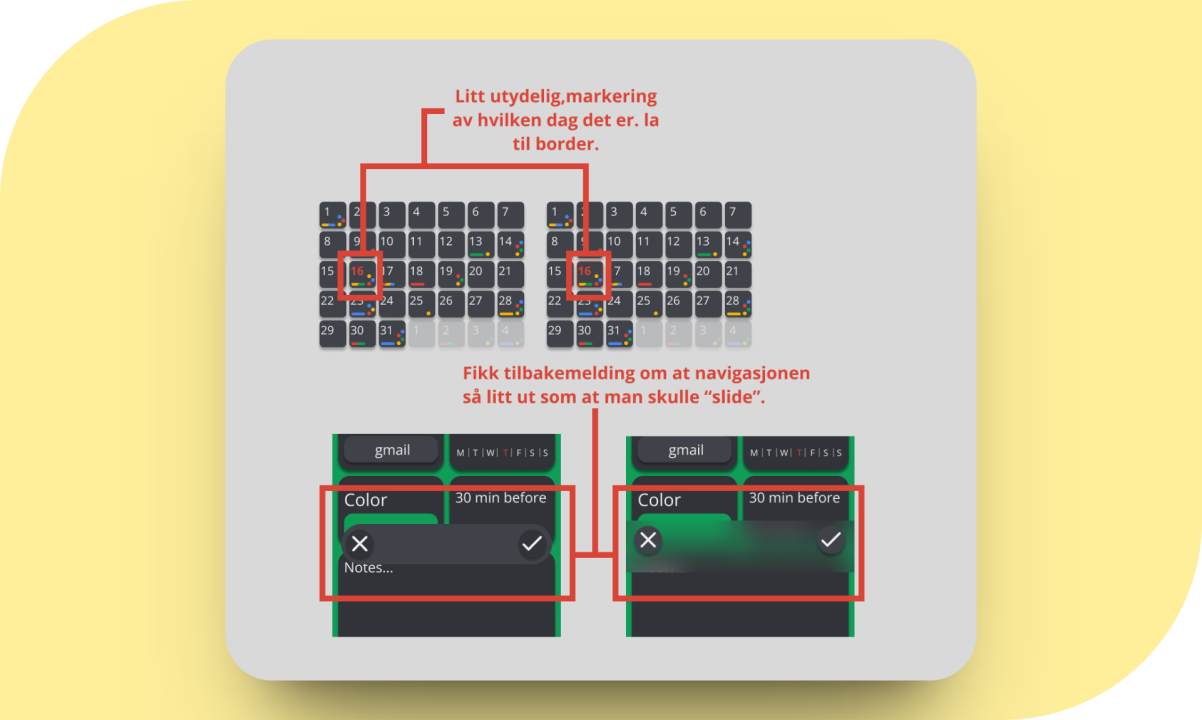 Litt utydelig,markering
av hvilken dag det er. la
til border.
1 2 3 4 5 6 7
8 9 10 11 12 13 14
15 16 17 18 19 20 21
22 23 24 25 26 27 28
29 30 31 1 2 3 4
1 2 3 4 5 6 7
8 9 10 11 12 13 14
15 16 17 18 19 20 21
22 23 24 25 26 27 28
29 30 31 1 2 3 4
Fikk tilbakemelding om at navigasjonen
så litt ut som at man skulle “slide”.
gmail
M|T|W|T|F|S|S
Color
30 min before
Notes...
gmail
M|T|W|T|F|S|S
Color
30 min before